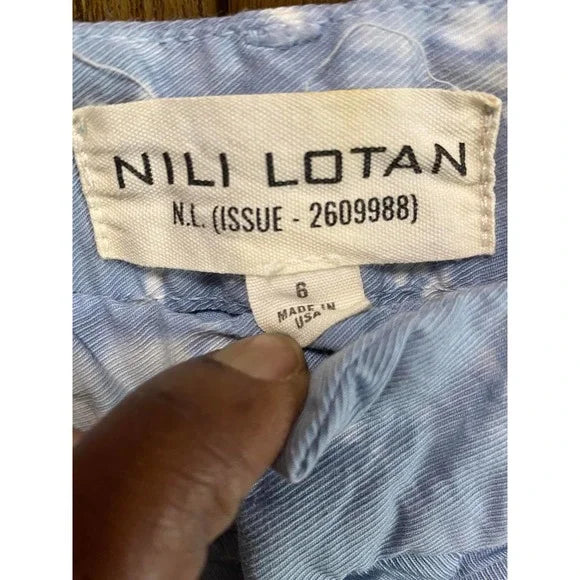 NILI LOTAN
N.L. (ISSUE - 2609988)
6
MADE IN
USA